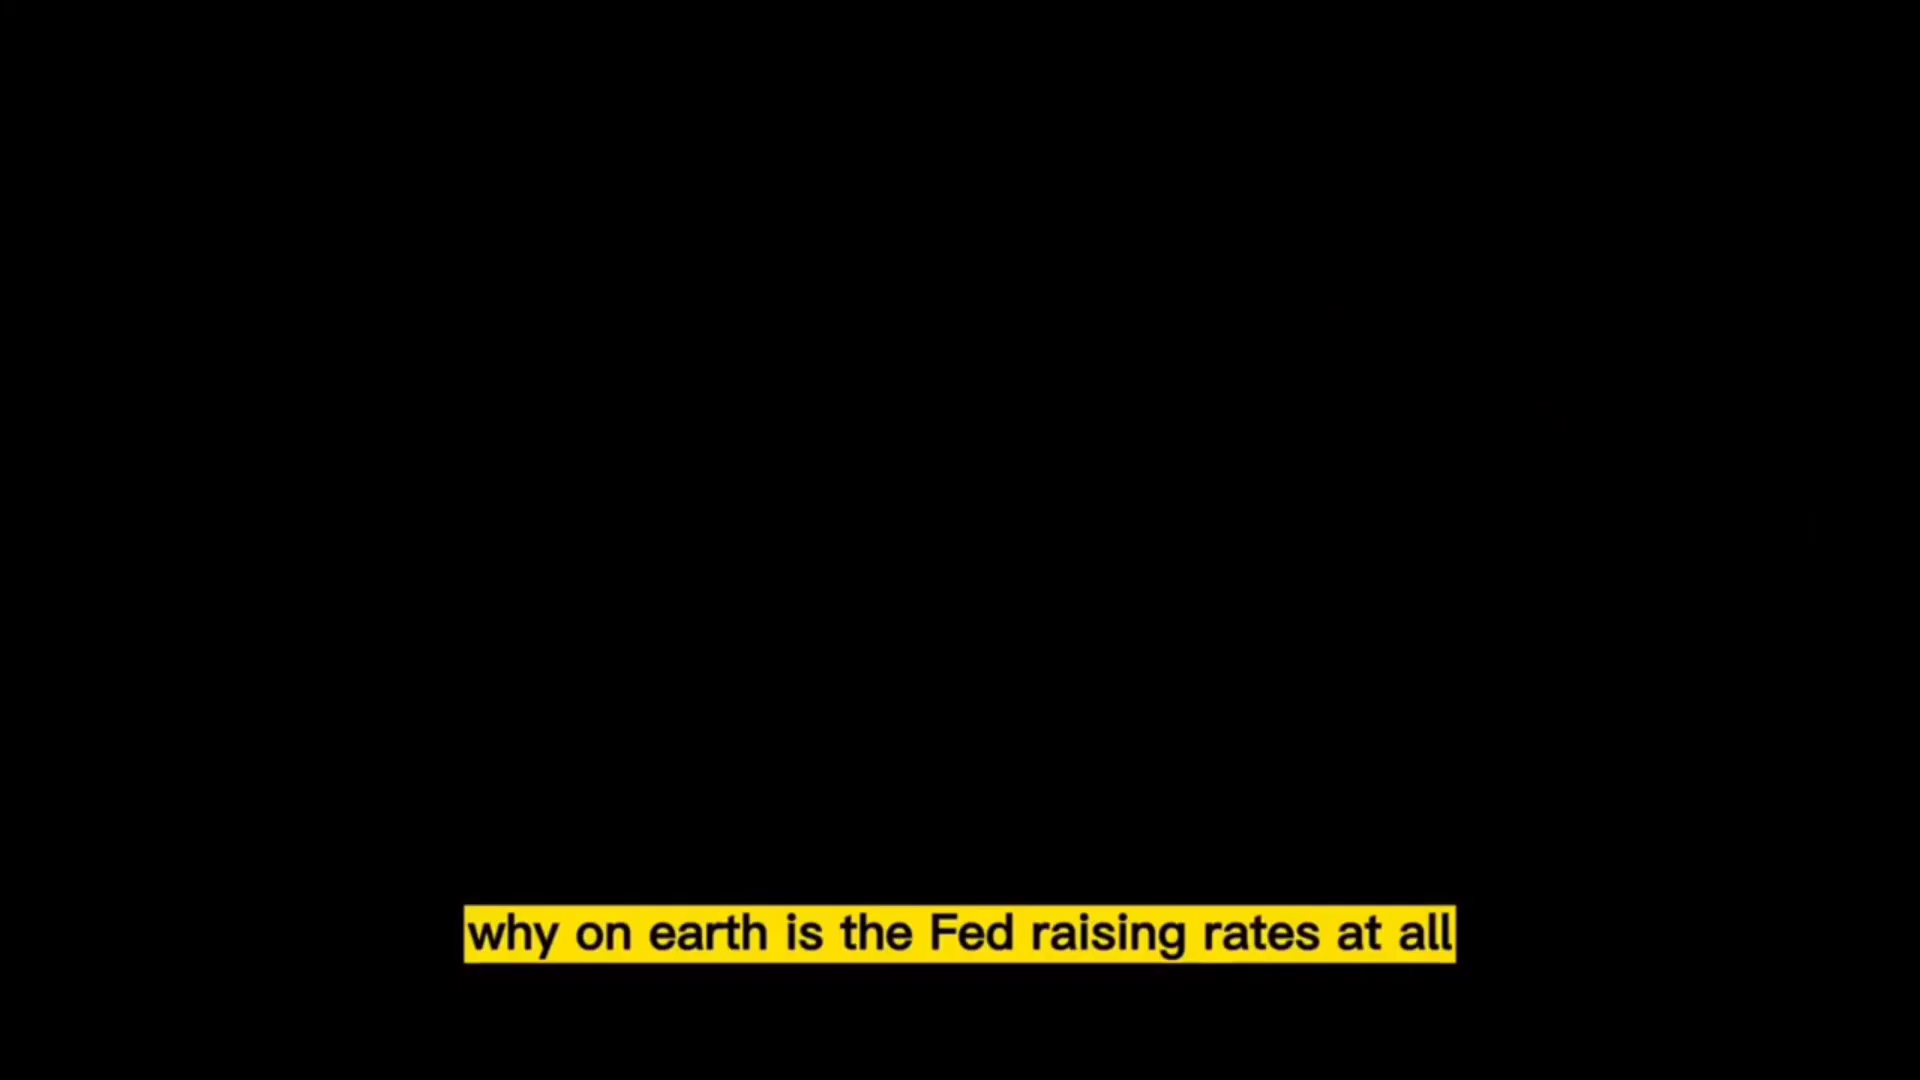 why on earth is the Fed raising rates at all